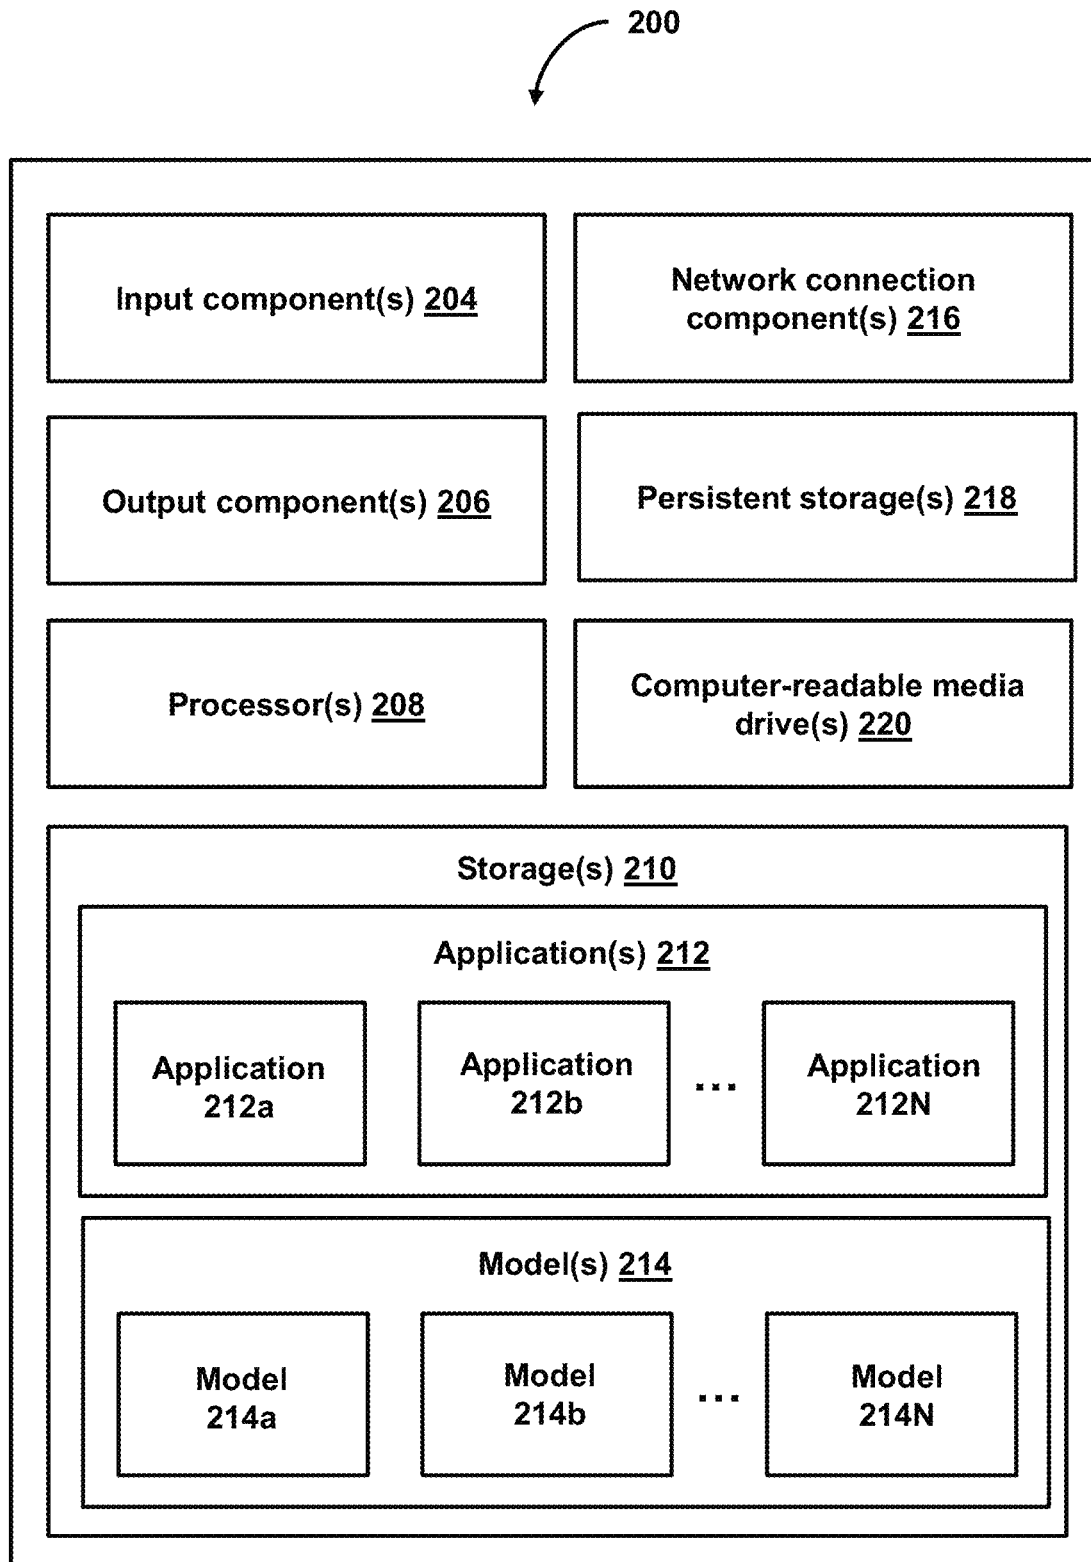 200
Input component(s) 204
Network connection
component(s) 216
Output component(s) 206
Persistent storage(s) 218
Processor(s) 208
Computer-readable media
drive(s) 220
Storage(s) 210
Application(s) 212
Application
212a
Application
212b
...
Application
212N
Model(s) 214
Model
214a
Model
214b
...
Model
214N